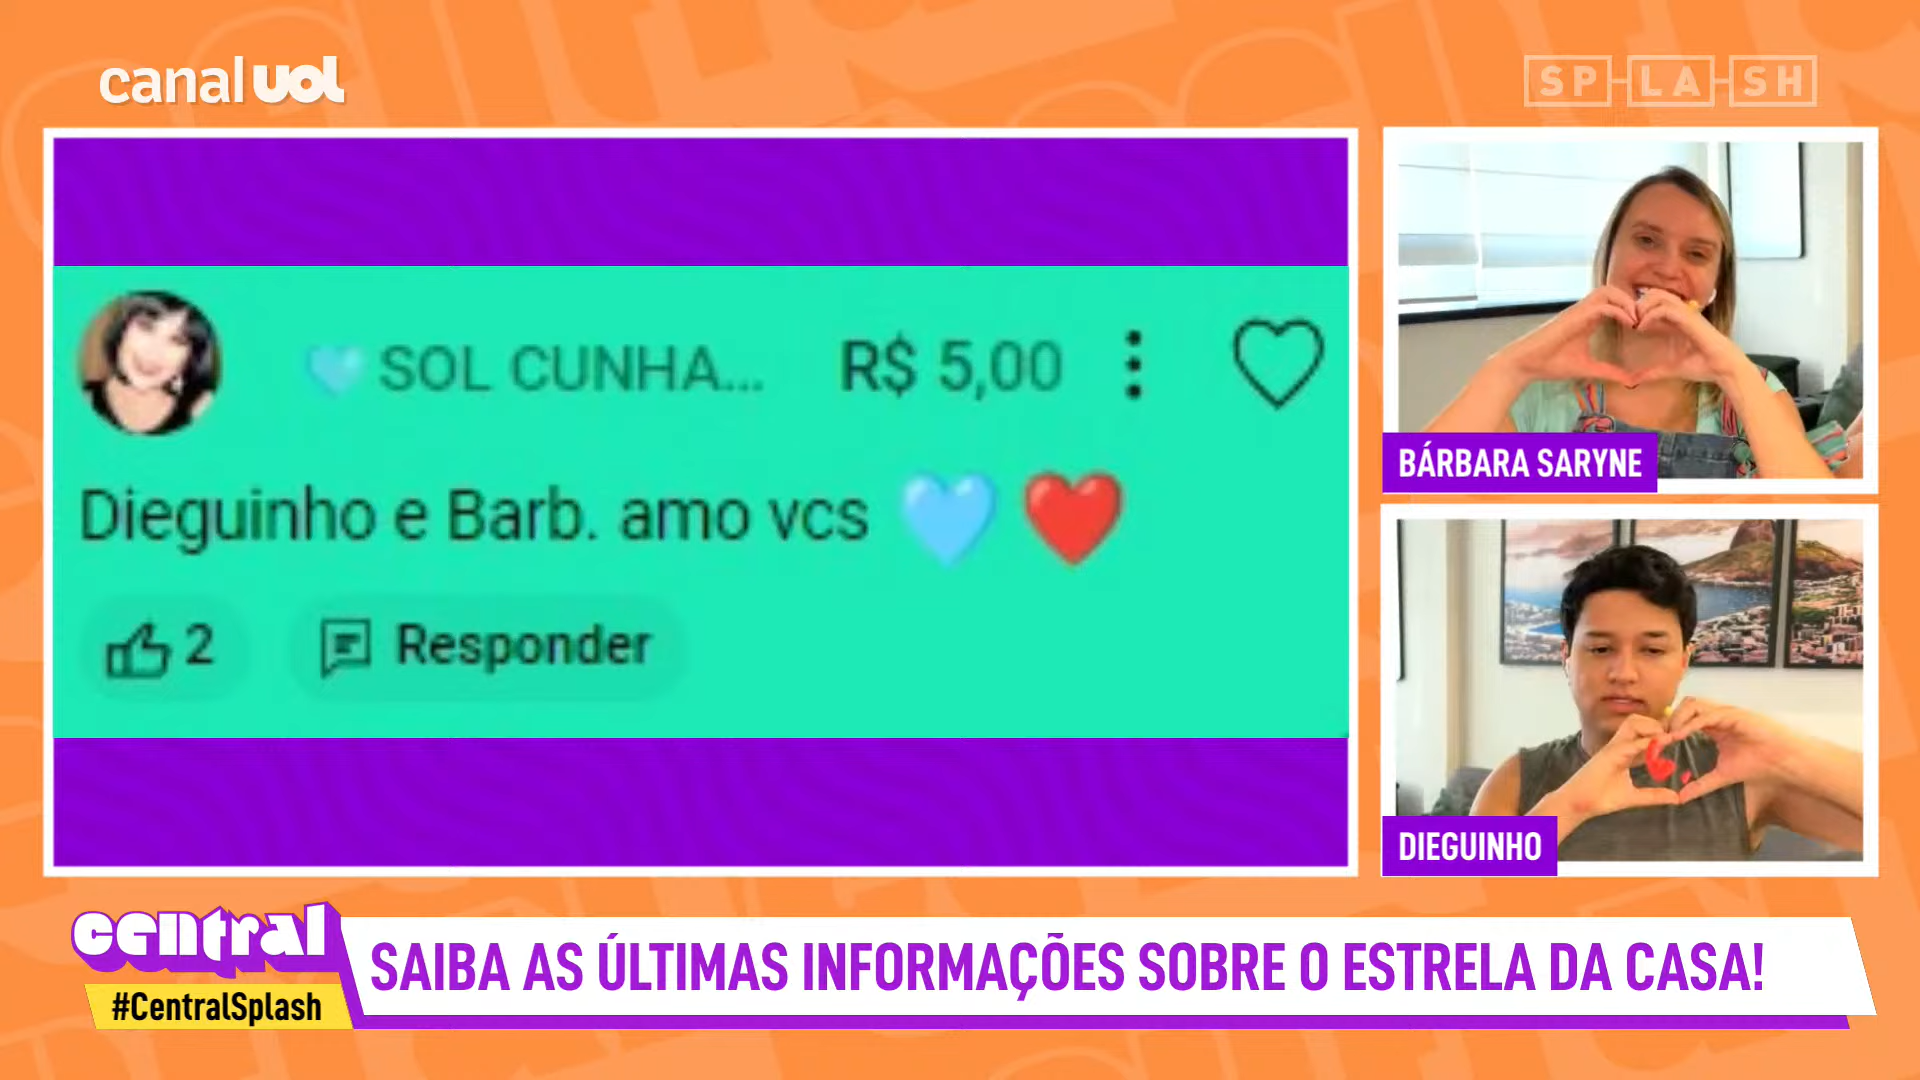 canal uol
SPLASH
SOL CUNHA...
R$ 5,00
Dieguinho e Barb. amo vcs
2
Responder
BÁRBARA SARYNE
DIEGUINHO
central
#CentralSplash
SAIBA AS ÚLTIMAS INFORMAÇÕES SOBRE O ESTRELA DA CASA!